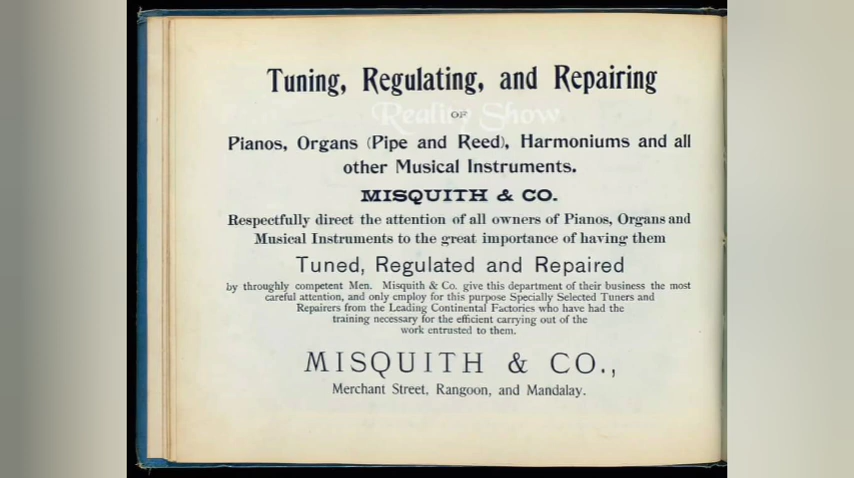 Tuning, Regulating, and Repairing
Reality Show
OF
Pianos, Organs (Pipe and Reed), Harmoniums and all
other Musical Instruments.
MISQUITH & CO.
Respectfully direct the attention of all owners of Pianos, Organs and
Musical Instruments to the great importance of having them
Tuned, Regulated and Repaired
by throughly competent Men. Misquith & Co. give this department of their business the most
careful attention, and only employ for this purpose Specially Selected Tuners and
Repairers from the Leading Continental Factories who have had the
training necessary for the efficient carrying out of the
work entrusted to them.
MISQUITH & CO.,
Merchant Street, Rangoon, and Mandalay.